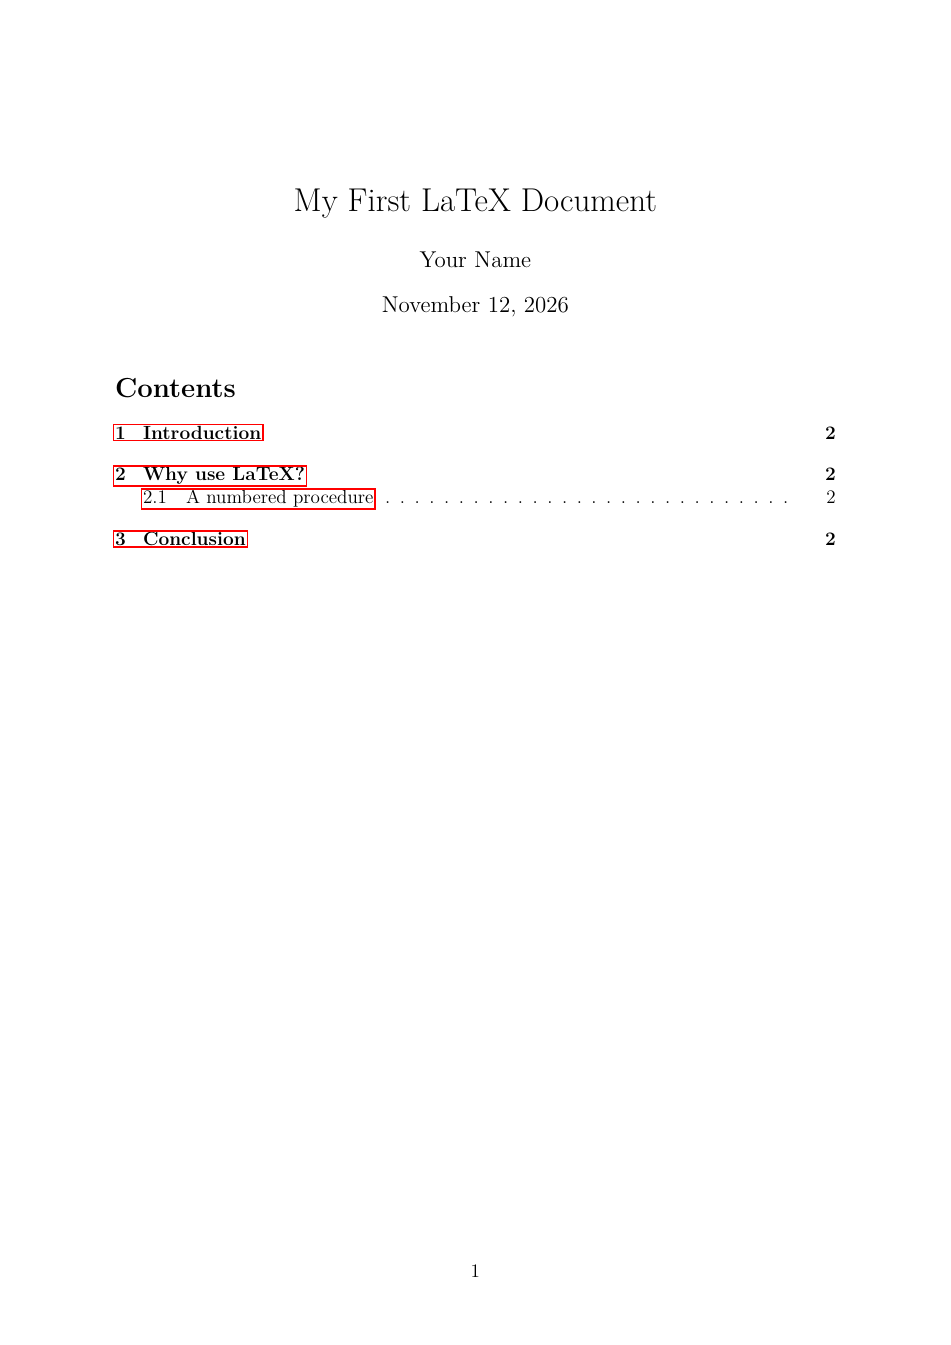 My First LaTeX Document
Your Name
November 12, 2026
Contents
1 Introduction 2
2 Why use LaTeX? 2
2.1 A numbered procedure . . . . . . . . . . . . . . . . . . . . . . . . . . . . 2
3 Conclusion 2
1